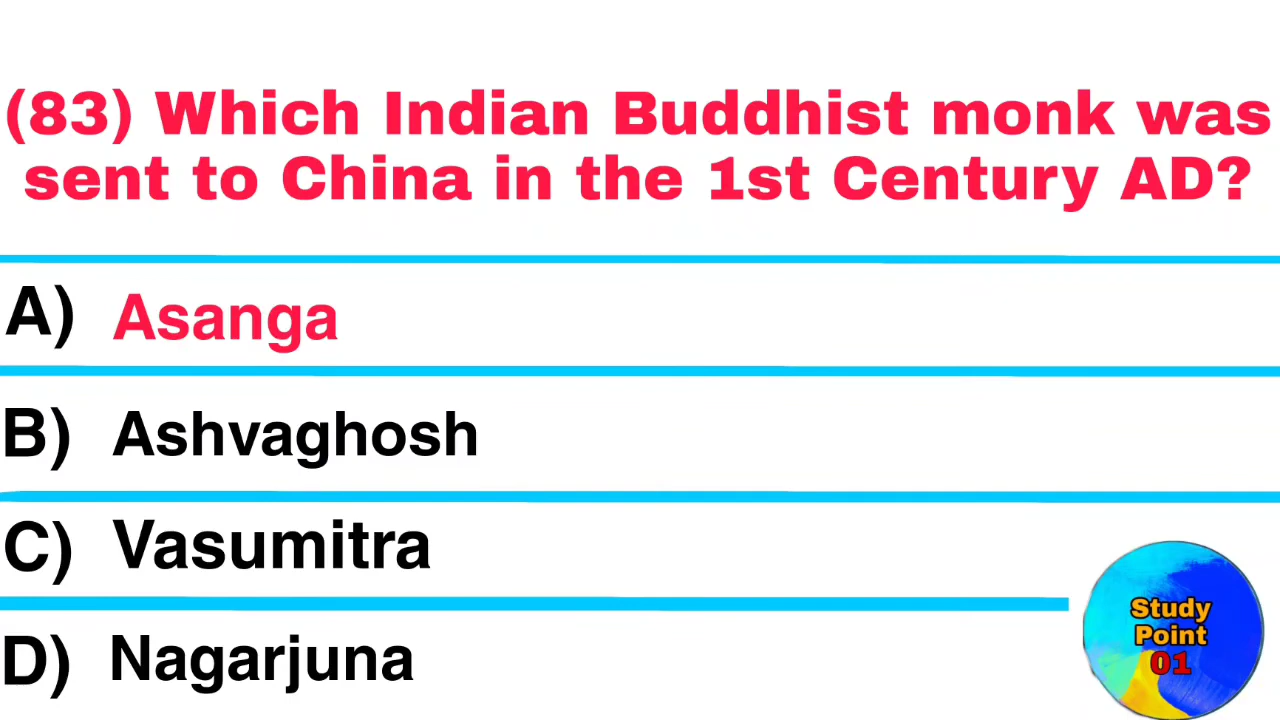 (83) Which Indian Buddhist monk was
sent to China in the 1st Century AD?
A) Asanga
B) Ashvaghosh
C) Vasumitra
D) Nagarjuna
Study
Point
01